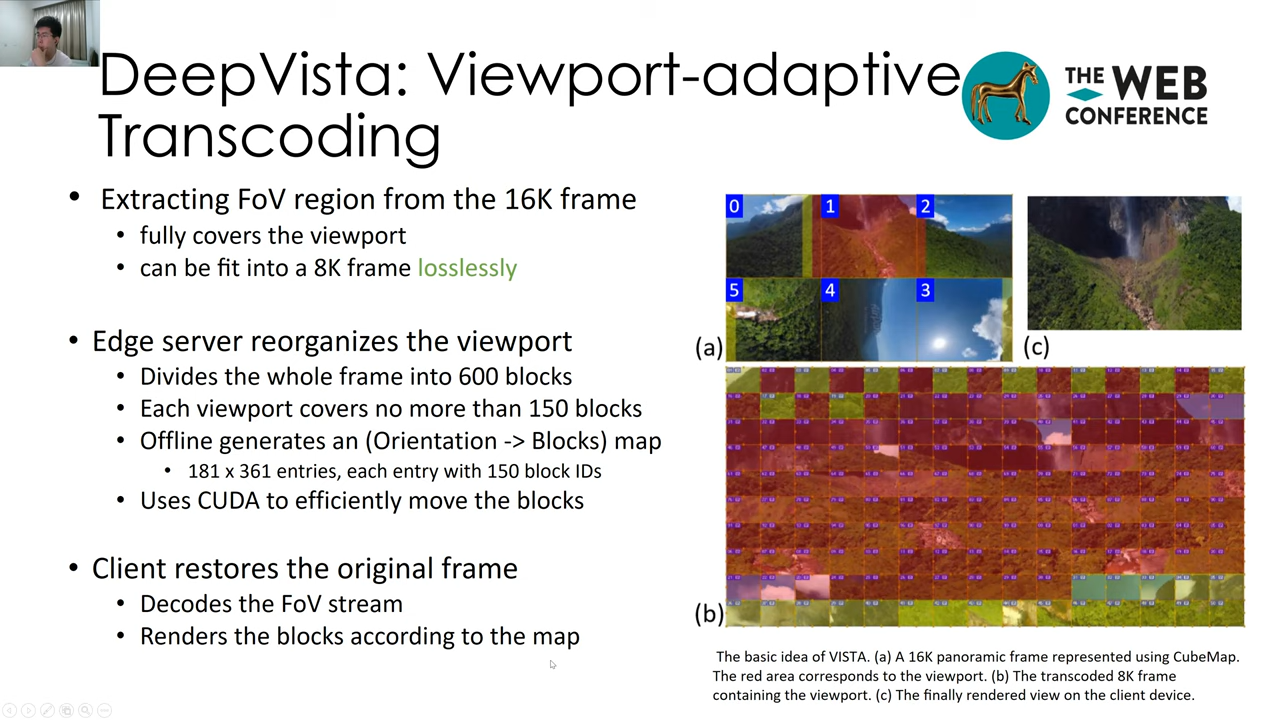 DeepVista: Viewport-adaptive
Transcoding
THE WEB
CONFERENCE
• Extracting FoV region from the 16K frame
• fully covers the viewport
• can be fit into a 8K frame losslessly
• Edge server reorganizes the viewport
• Divides the whole frame into 600 blocks
• Each viewport covers no more than 150 blocks
• Offline generates an (Orientation -> Blocks) map
• 181 x 361 entries, each entry with 150 block IDs
• Uses CUDA to efficiently move the blocks
• Client restores the original frame
• Decodes the FoV stream
• Renders the blocks according to the map
0 1 2
5 4 3
(a)
(c)
(b)
The basic idea of VISTA. (a) A 16K panoramic frame represented using CubeMap.
The red area corresponds to the viewport. (b) The transcoded 8K frame
containing the viewport. (c) The finally rendered view on the client device.